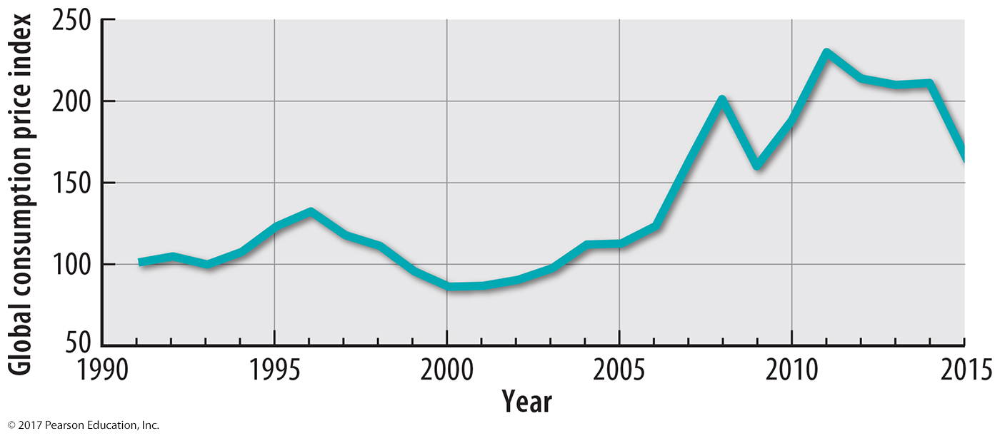 Global consumption price index
250
200
150
100
50
1990 1995 2000 2005 2010 2015
Year
© 2017 Pearson Education, Inc.